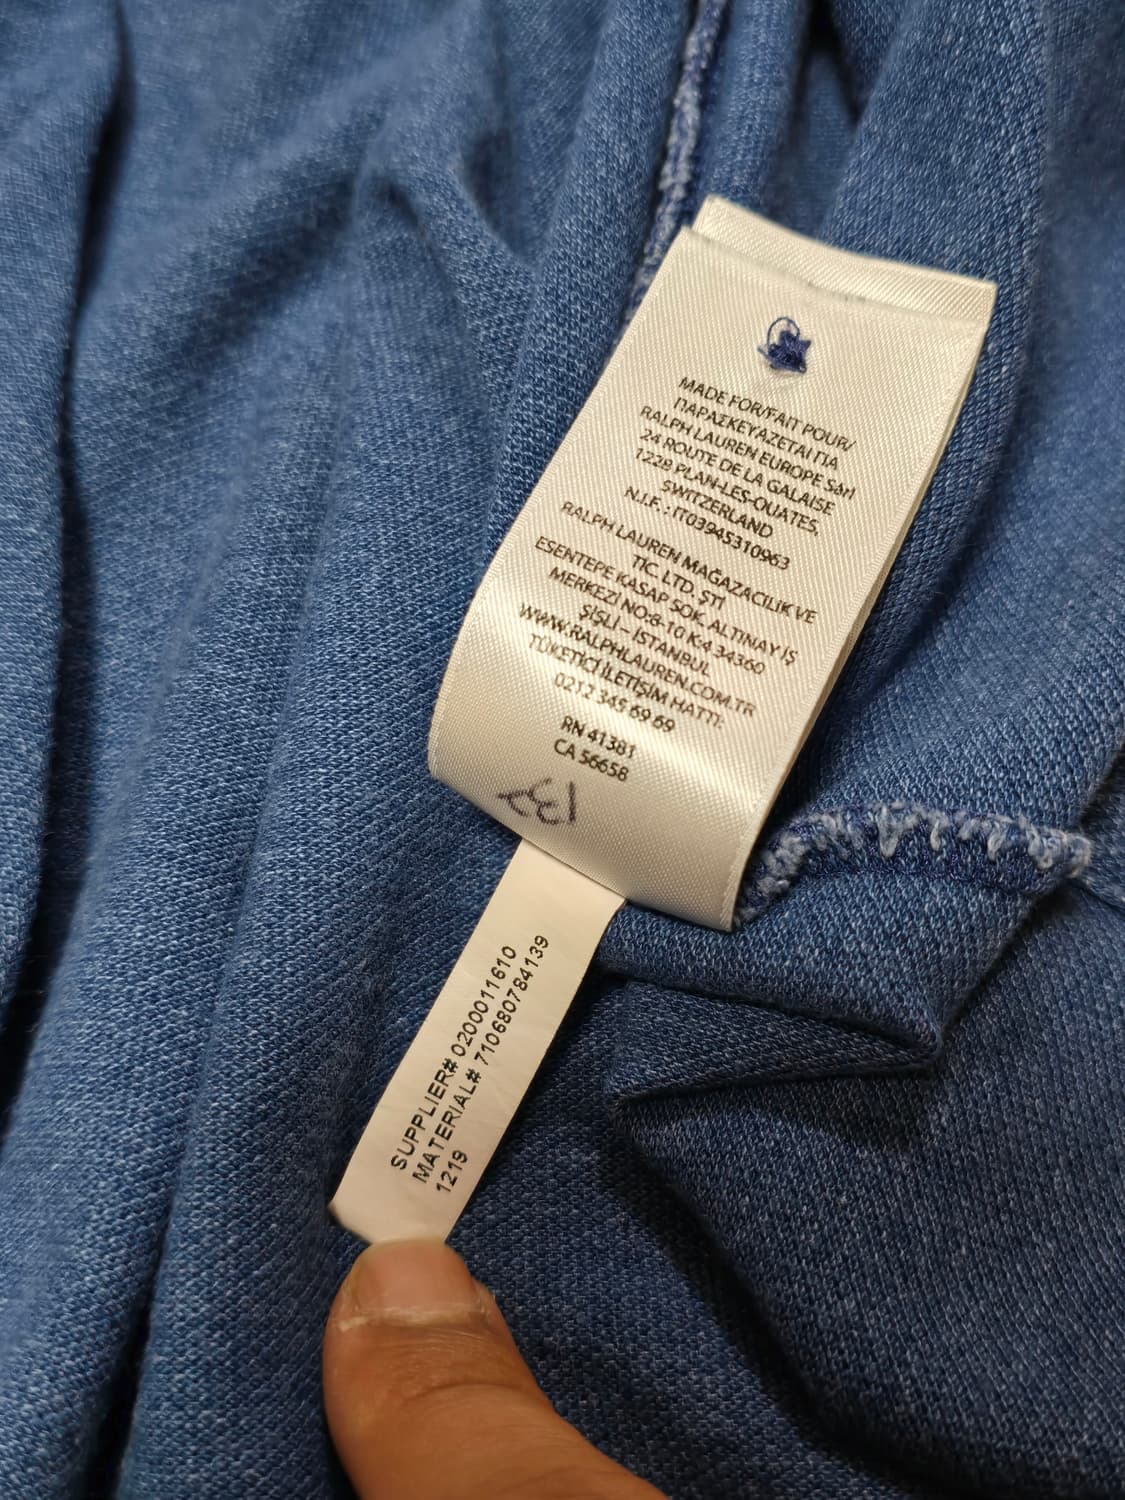 MADE FOR/FAIT POUR/
ΠΑΡΑΣΚΕΥΑΖΕΤΑΙ ΓΙΑ
RALPH LAUREN EUROPE Sàrl
24 ROUTE DE LA GALAISE
1228 PLAN-LES-OUATES,
SWITZERLAND
N.I.F. : IT03945310963
RALPH LAUREN MAĞAZACILIK VE
TİC. LTD. ŞTİ
ESENTEPE KASAP SOK. ALTINAY İŞ
MERKEZİ NO:8-10 K:4 34360
ŞİŞLİ – İSTANBUL
WWW.RALPHLAUREN.COM.TR
TÜKETİCİ İLETİŞİM HATTI:
0212 345 69 69
RN 41381
CA 56658
SUPPLIER# 0200011610
MATERIAL# 710680784139
1219